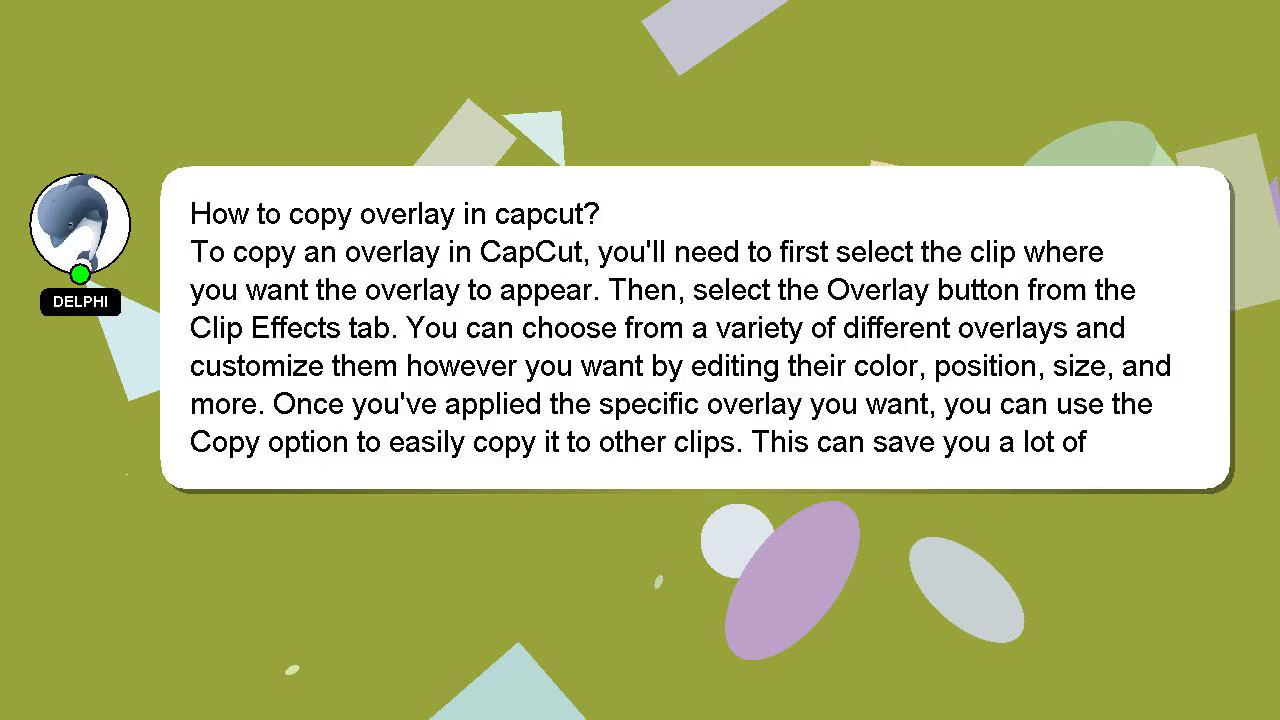 How to copy overlay in capcut?
To copy an overlay in CapCut, you'll need to first select the clip where
you want the overlay to appear. Then, select the Overlay button from the
Clip Effects tab. You can choose from a variety of different overlays and
customize them however you want by editing their color, position, size, and
more. Once you've applied the specific overlay you want, you can use the
Copy option to easily copy it to other clips. This can save you a lot of
DELPHI